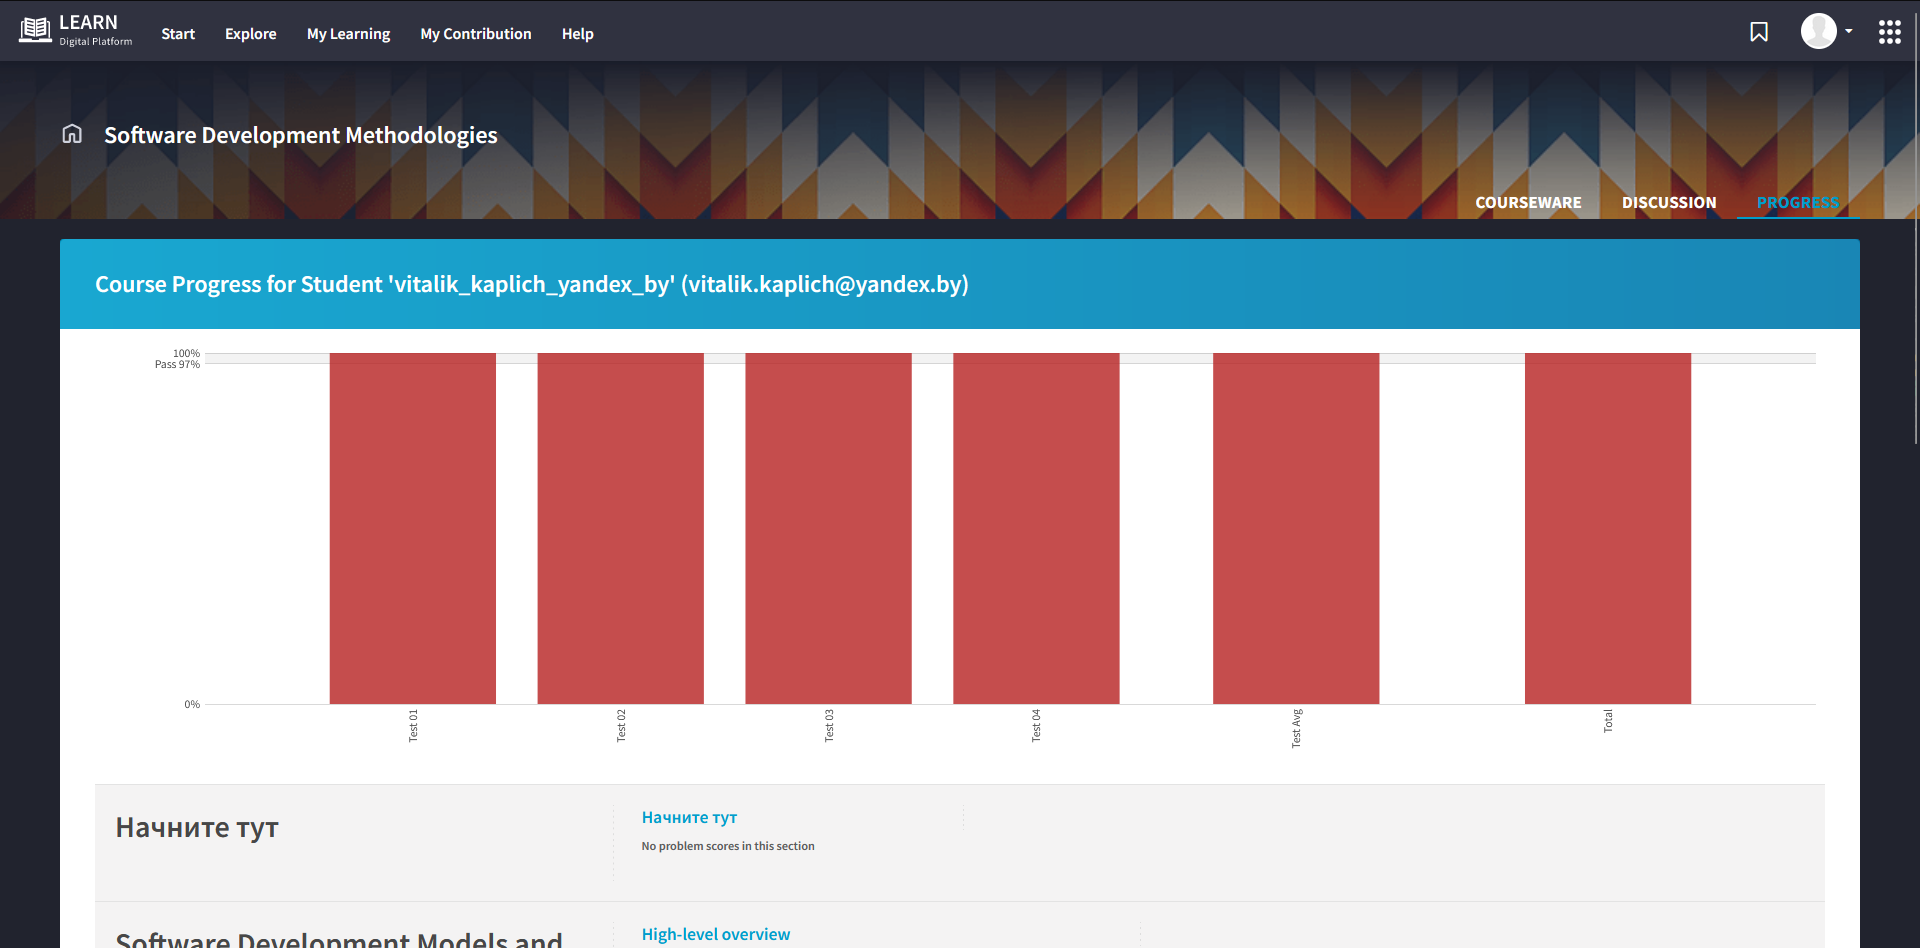 LEARN
Digital Platform
Start
Explore
My Learning
My Contribution
Help
Software Development Methodologies
COURSEWARE
DISCUSSION
PROGRESS
Course Progress for Student 'vitalik_kaplich_yandex_by' (vitalik.kaplich@yandex.by)
100%
Pass 97%
0%
Test 01
Test 02
Test 03
Test 04
Test Avg
Total
Начните тут
Начните тут
No problem scores in this section
Software Development Models and
High-level overview